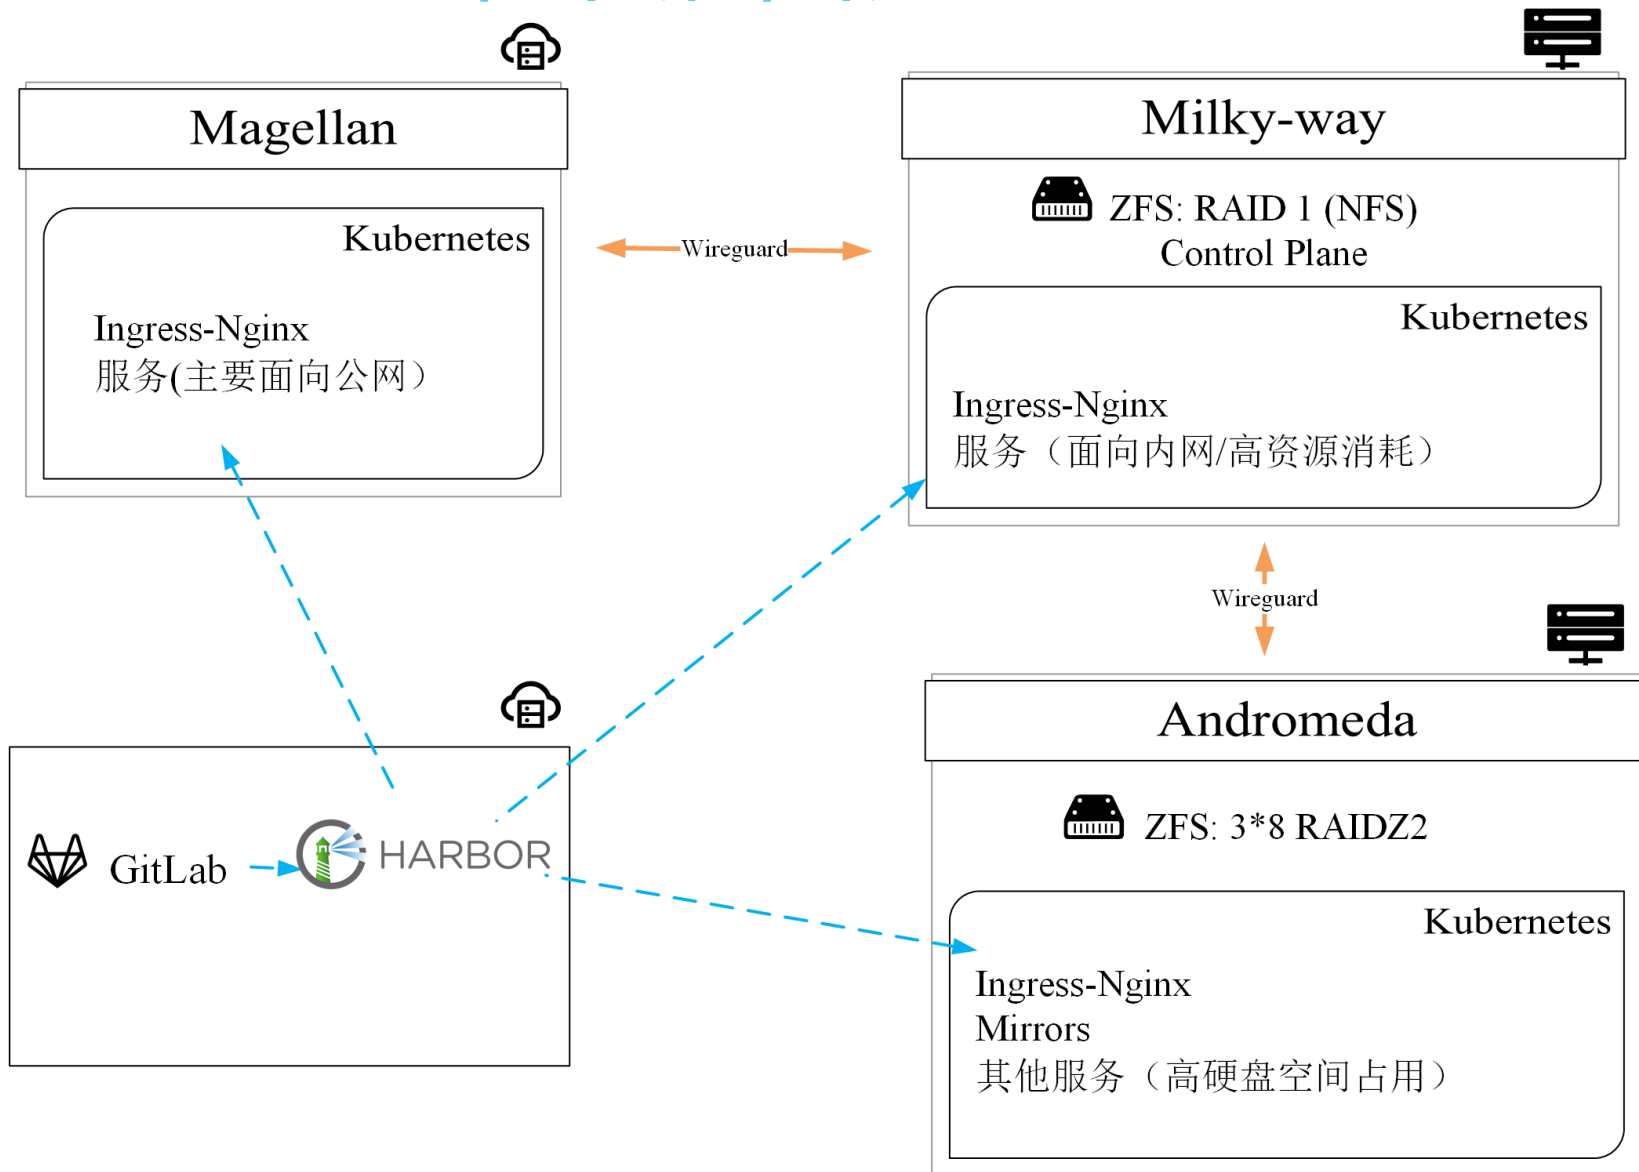 Magellan
Kubernetes
Ingress-Nginx
服务(主要面向公网）
Wireguard
Milky-way
ZFS: RAID 1 (NFS)
Control Plane
Kubernetes
Ingress-Nginx
服务（面向内网/高资源消耗）
Wireguard
GitLab
HARBOR
Andromeda
ZFS: 3*8 RAIDZ2
Kubernetes
Ingress-Nginx
Mirrors
其他服务（高硬盘空间占用）